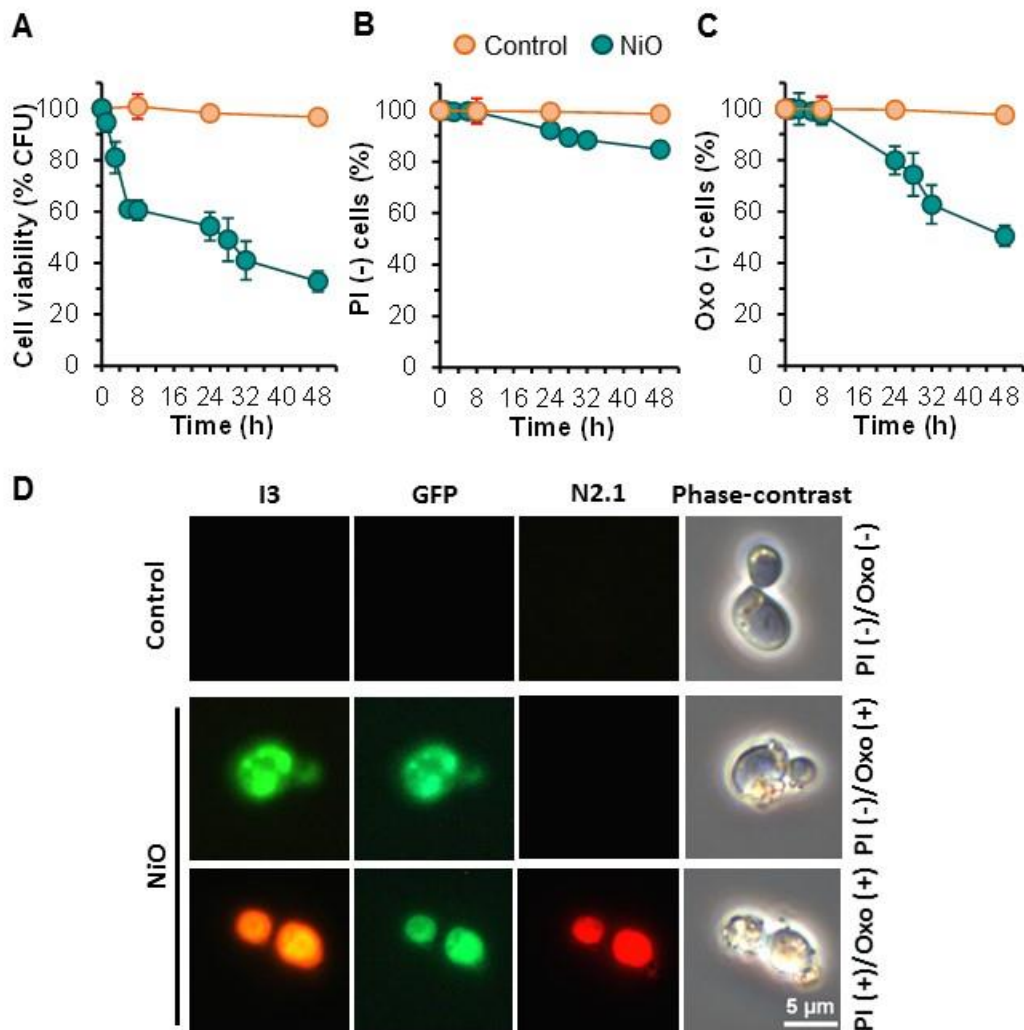 A
B
C
Control
NiO
Cell viability (% CFU)
100
80
60
40
20
0
0 8 16 24 32 40 48
Time (h)
PI (-) cells (%)
100
80
60
40
20
0
0 8 16 24 32 40 48
Time (h)
Oxo (-) cells (%)
100
80
60
40
20
0
0 8 16 24 32 40 48
Time (h)
D
I3 GFP N2.1 Phase-contrast
Control
PI (-)/Oxo (-)
NiO
PI (-)/Oxo (+)
PI (+)/Oxo (+)
5 µm